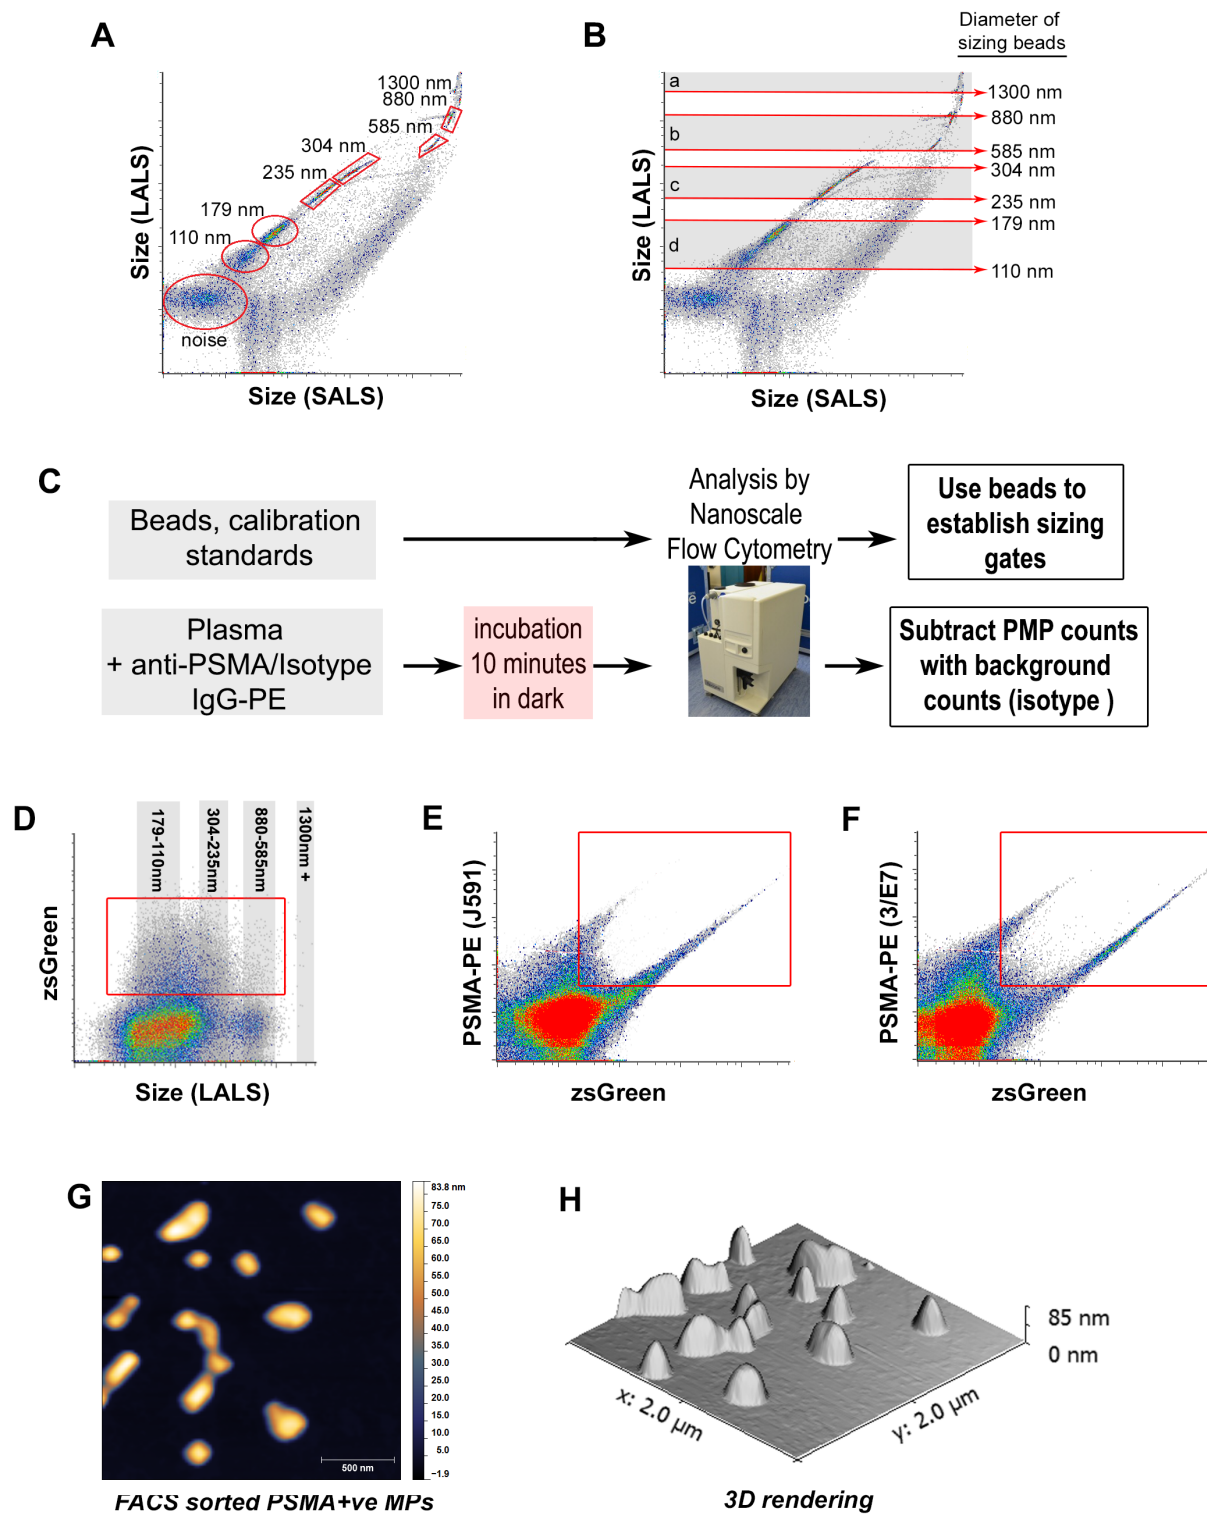 A
1300 nm
880 nm
585 nm
304 nm
235 nm
179 nm
110 nm
noise
Size (LALS)
Size (SALS)
B
Diameter of
sizing beads
a
b
c
d
1300 nm
880 nm
585 nm
304 nm
235 nm
179 nm
110 nm
Size (LALS)
Size (SALS)
C
Beads, calibration
standards
Analysis by
Nanoscale
Flow Cytometry
Use beads to
establish sizing
gates
Plasma
+ anti-PSMA/Isotype
IgG-PE
incubation
10 minutes
in dark
Subtract PMP counts
with background
counts (isotype )
D
179-110nm
304-235nm
880-585nm
1300nm +
zsGreen
Size (LALS)
E
PSMA-PE (J591)
zsGreen
F
PSMA-PE (3/E7)
zsGreen
G
83.8 nm
75.0
70.0
65.0
60.0
55.0
50.0
45.0
40.0
35.0
30.0
25.0
20.0
15.0
10.0
5.0
−1.9
500 nm
FACS sorted PSMA+ve MPs
H
85 nm
0 nm
x: 2.0 µm
y: 2.0 µm
3D rendering